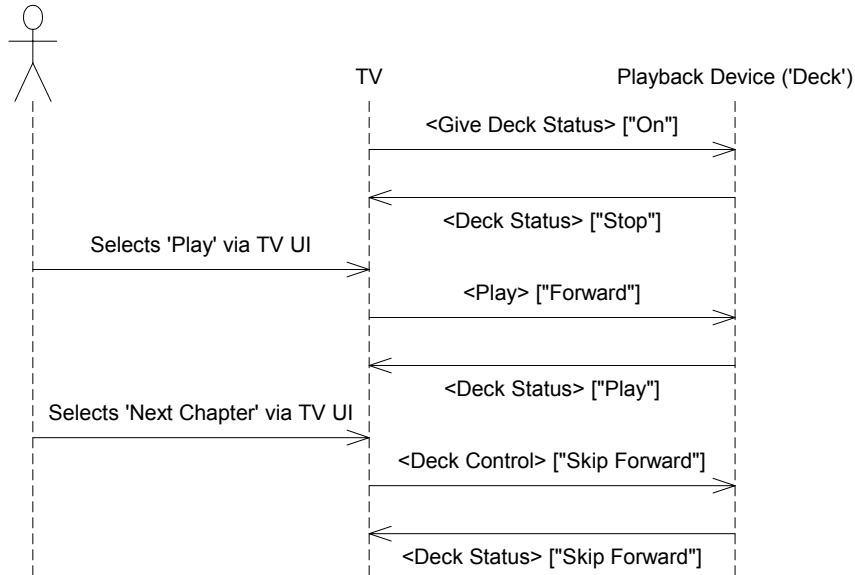 TV
Playback Device ('Deck')
<Give Deck Status> ["On"]
<Deck Status> ["Stop"]
Selects 'Play' via TV UI
<Play> ["Forward"]
<Deck Status> ["Play"]
Selects 'Next Chapter' via TV UI
<Deck Control> ["Skip Forward"]
<Deck Status> ["Skip Forward"]